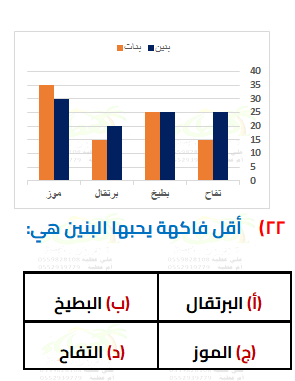 بنين بنات
40
35
30
25
20
15
10
5
0
تفاح بطيخ برتقال موز
٢٢) أقل فاكهة يحبها البنين هي:
(أ) البرتقال (ب) البطيخ
(ج) الموز (د) التفاح